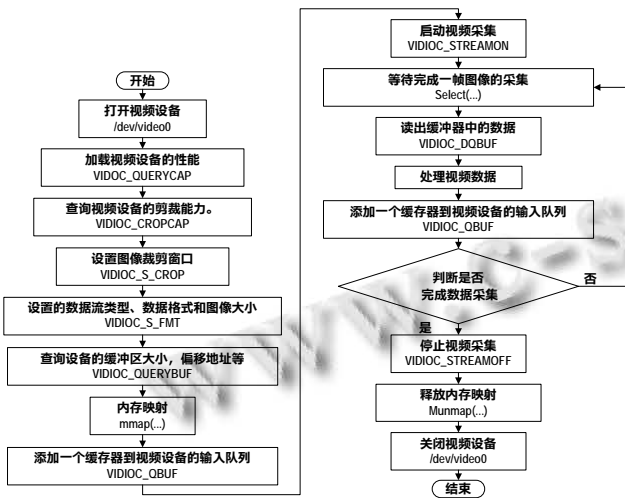 开始
打开视频设备
/dev/video0
加载视频设备的性能
VIDOC_QUERYCAP
查询视频设备的剪裁能力。
VIDIOC_CROPCAP
设置图像裁剪窗口
VIDIOC_S_CROP
设置的数据流类型、数据格式和图像大小
VIDIOC_S_FMT
查询设备的缓冲区大小，偏移地址等
VIDIOC_QUERYBUF
内存映射
mmap(...)
添加一个缓存器到视频设备的输入队列
VIDIOC_QBUF
启动视频采集
VIDIOC_STREAMON
等待完成一帧图像的采集
Select(...)
读出缓冲器中的数据
VIDIOC_DQBUF
处理视频数据
添加一个缓存器到视频设备的输入队列
VIDIOC_QBUF
判断是否
完成数据采集
否
是
停止视频采集
VIDIOC_STREAMOFF
释放内存映射
Munmap(...)
关闭视频设备
/dev/video0
结束
www.c-s